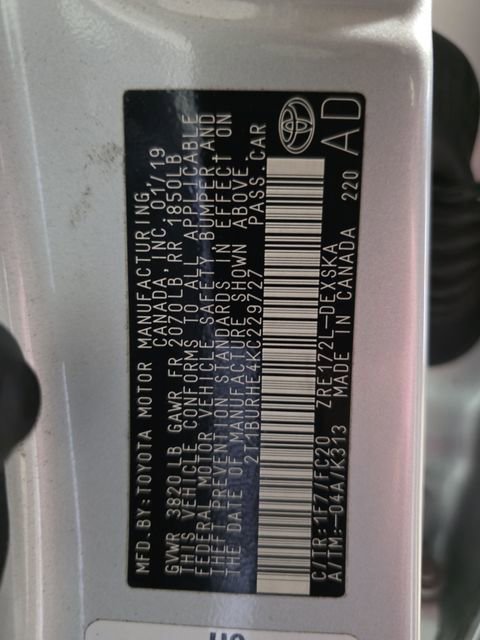 MFD. BY: TOYOTA MOTOR MANUFACTURING,
CANADA, INC. 01/19
GVWR 3820 LB GAWR FR 2070LB, RR 1850LB
THIS VEHICLE CONFORMS TO ALL APPLICABLE
FEDERAL MOTOR VEHICLE SAFETY, BUMPER AND
THEFT PREVENTION STANDARDS IN EFFECT ON
THE DATE OF MANUFACTURE SHOWN ABOVE.
2T1BURHE4KC229727 PASS. CAR
C/TR: 1F7/FC20 ZRE172L-DEXSKA
A/TM: -04A/K313 MADE IN CANADA 220
AD